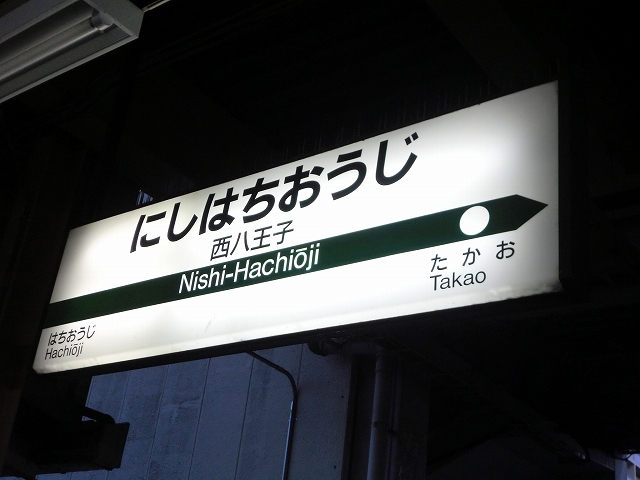 にしはちおうじ
西八王子
Nishi-Hachiōji
はちおうじ
Hachiōji
たかお
Takao